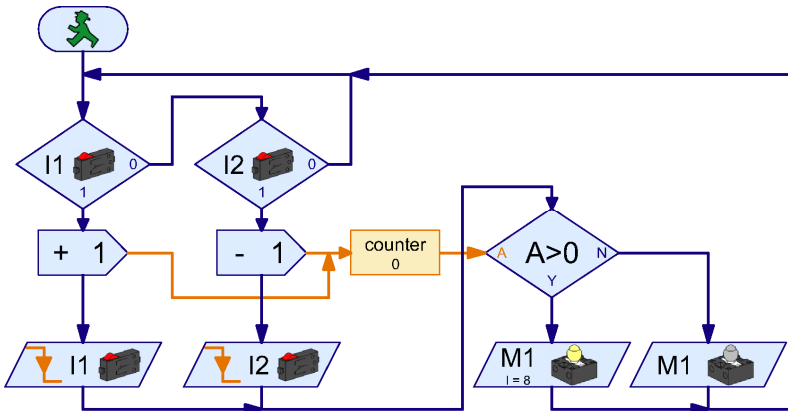 I1 0
1
I2 0
1
+ 1
- 1
counter
0
A A>0 N
Y
I1
I2
M1
I = 8
M1